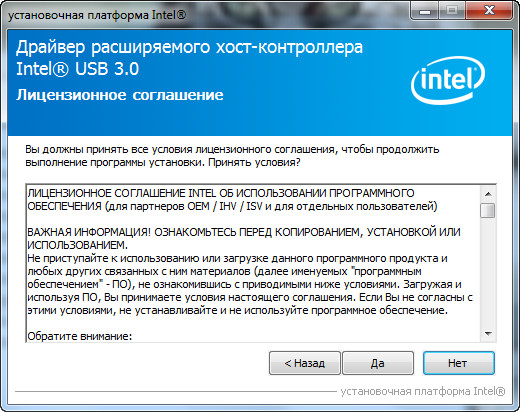 установочная платформа Intel®
Драйвер расширяемого хост-контроллера
Intel® USB 3.0
Лицензионное соглашение
intel
Вы должны принять все условия лицензионного соглашения, чтобы продолжить
выполнение программы установки. Принять условия?
ЛИЦЕНЗИОННОЕ СОГЛАШЕНИЕ INTEL ОБ ИСПОЛЬЗОВАНИИ ПРОГРАММНОГО
ОБЕСПЕЧЕНИЯ (для партнеров OEM / IHV / ISV и для отдельных пользователей)
ВАЖНАЯ ИНФОРМАЦИЯ! ОЗНАКОМЬТЕСЬ ПЕРЕД КОПИРОВАНИЕМ, УСТАНОВКОЙ ИЛИ
ИСПОЛЬЗОВАНИЕМ.
Не приступайте к использованию или загрузке данного программного продукта и
любых других связанных с ним материалов (далее именуемых "программным
обеспечением" - ПО), не ознакомившись с приводимыми ниже условиями. Загружая и
используя ПО, Вы принимаете условия настоящего соглашения. Если Вы не согласны с
этими условиями, не устанавливайте и не используйте программное обеспечение.
Обратите внимание:
< Назад
Да
Нет
установочная платформа Intel®